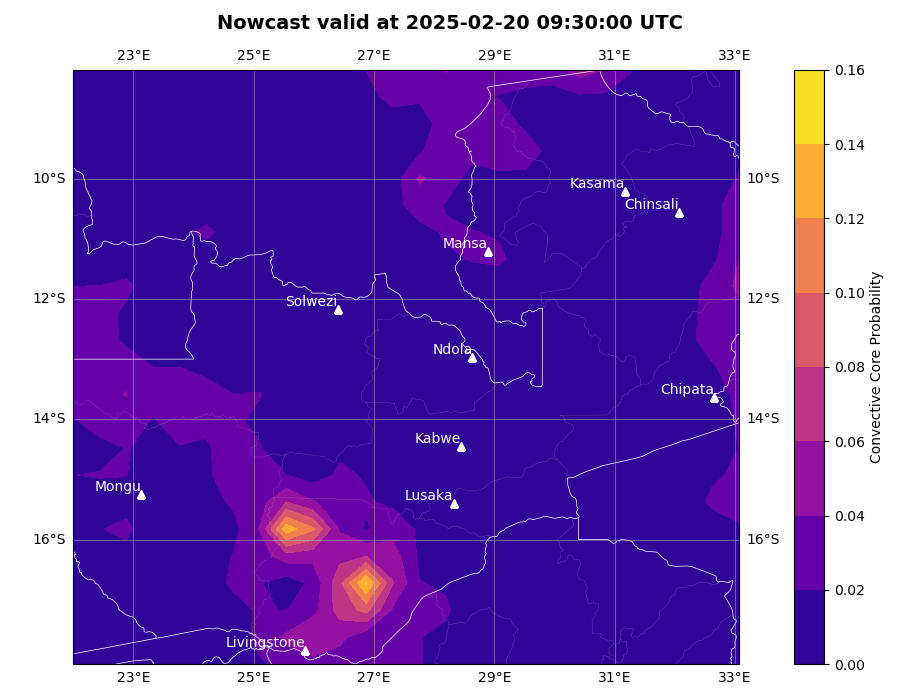 Nowcast valid at 2025-02-20 09:30:00 UTC
23°E 25°E 27°E 29°E 31°E 33°E
0.16
0.14
0.12
0.10
0.08
0.06
0.04
0.02
0.00
Convective Core Probability
10°S 10°S
12°S 12°S
14°S 14°S
16°S 16°S
Kasama
Chinsali
Mansa
Solwezi
Ndola
Chipata
Kabwe
Mongu
Lusaka
Livingstone
23°E 25°E 27°E 29°E 31°E 33°E